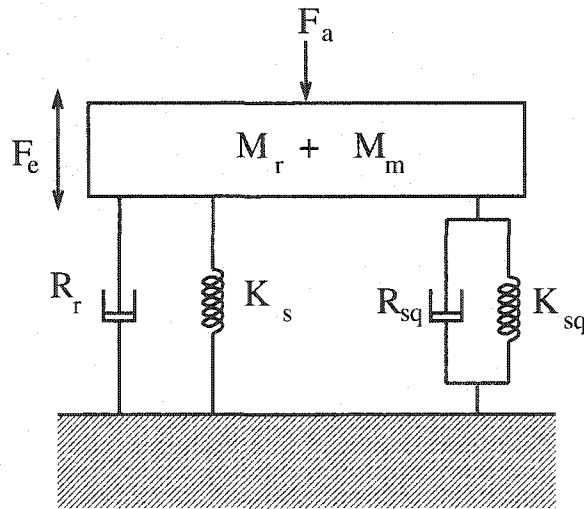 F_a
F_e
M_r + M_m
R_r
K_s
R_sq
K_sq